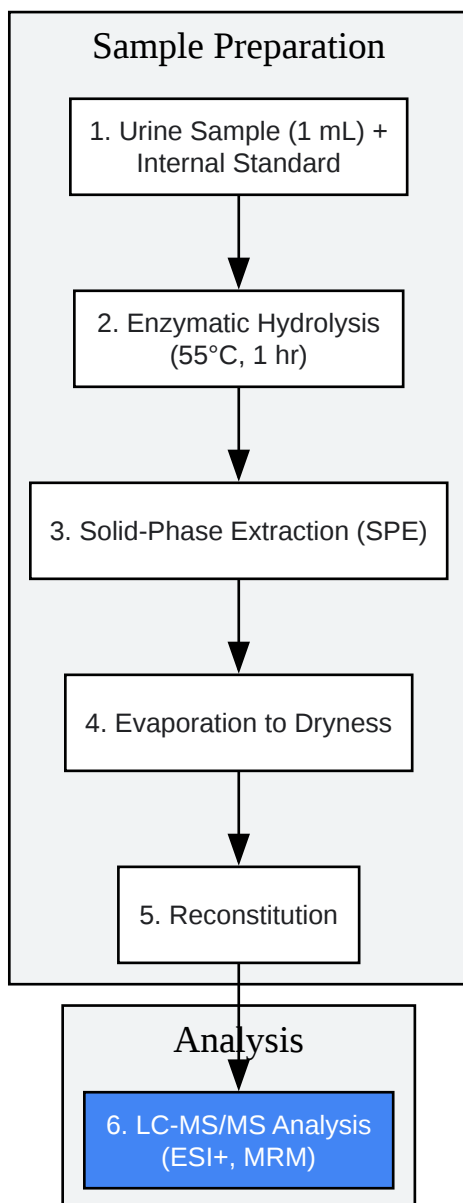 Sample Preparation
1. Urine Sample (1 mL) +
Internal Standard
2. Enzymatic Hydrolysis
(55°C, 1 hr)
3. Solid-Phase Extraction (SPE)
4. Evaporation to Dryness
5. Reconstitution
Analysis
6. LC-MS/MS Analysis
(ESI+, MRM)